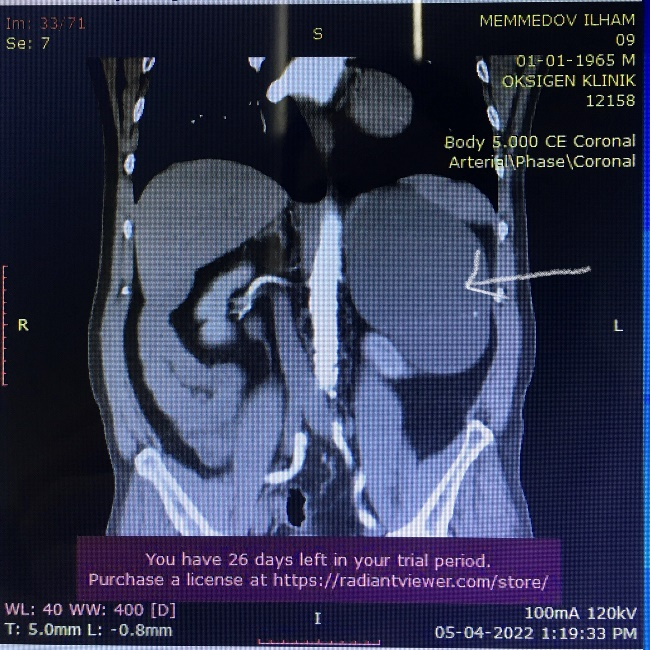 Im: 33/71
Se: 7
S
MEMMEDOV ILHAM
09
01-01-1965 M
OKSIGEN KLINIK
12158
Body 5.000 CE Coronal
Arterial\Phase\Coronal
R
L
You have 26 days left in your trial period.
Purchase a license at https://radiantviewer.com/store/
WL: 40 WW: 400 [D]
T: 5.0mm L: -0.8mm
I
100mA 120kV
05-04-2022 1:19:33 PM